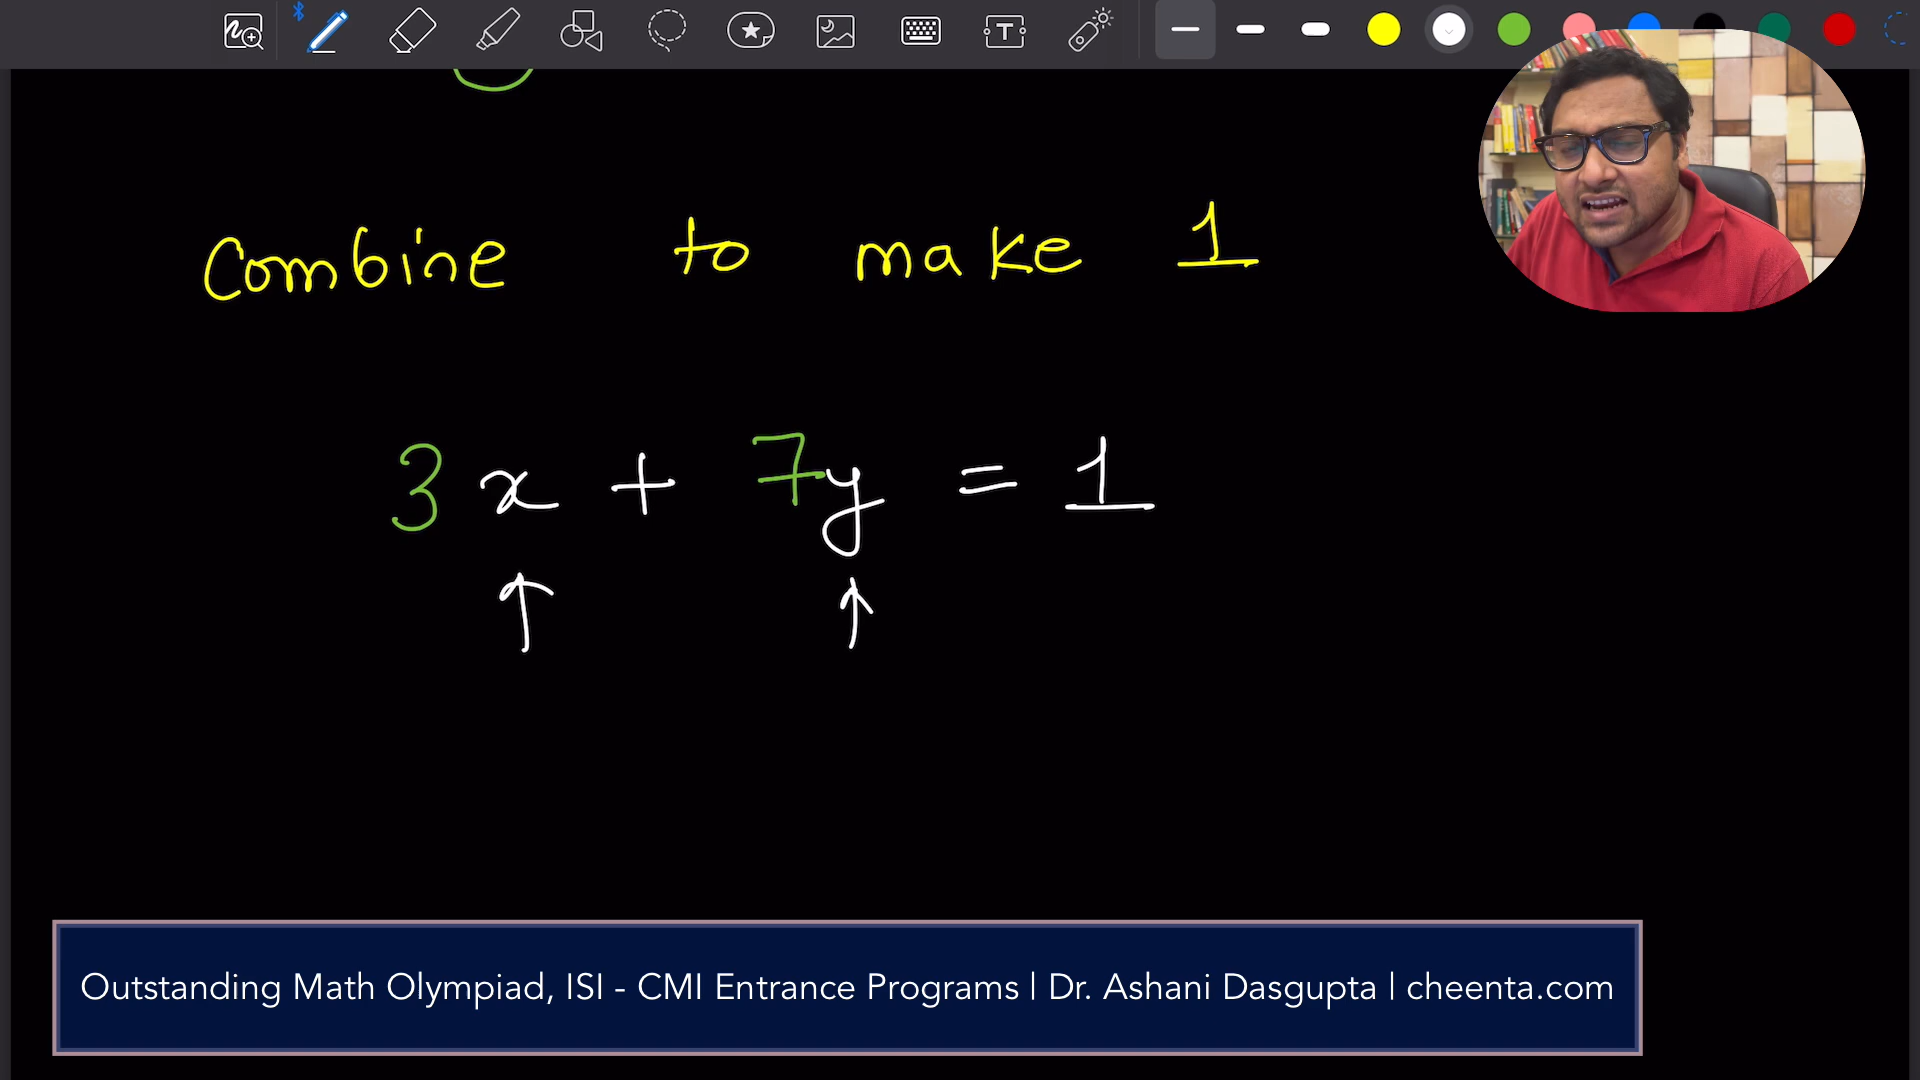 combine to make 1
3x + 7y = 1
Outstanding Math Olympiad, ISI - CMI Entrance Programs | Dr. Ashani Dasgupta | cheenta.com